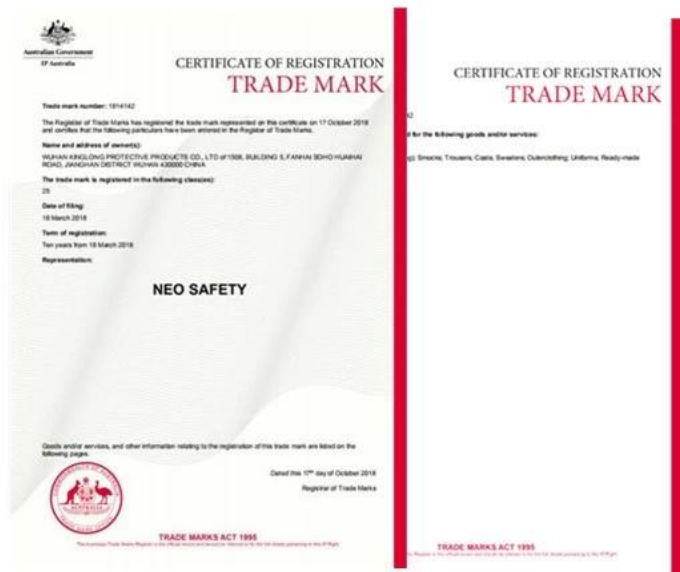 Australian Government
IP Australia
CERTIFICATE OF REGISTRATION
TRADE MARK
Trade mark number: 1914142
The Registrar of Trade Marks has registered the trade mark represented on this certificate on 17 October 2018
and certifies that the following particulars have been entered in the Register of Trade Marks.
Name and address of owner(s):
WUHAN KINGLONG PROTECTIVE PRODUCTS CO., LTD of 1508, BUILDING 5, FANHAI SOHO HUAIHAI
ROAD, JIANGHAN DISTRICT WUHAN 430000 CHINA
The trade mark is registered in the following class(es):
25
Date of filing:
18 March 2018
Term of registration:
Ten years from 18 March 2018
Representation:
NEO SAFETY
Goods and/or services, and other information relating to the registration of this trade mark are listed on the
following pages.
Dated this 17th day of October 2018
Registrar of Trade Marks
AUSTRALIA
TRADE MARKS ACT 1995
CERTIFICATE OF REGISTRATION
TRADE MARK
d for the following goods and/or services:
Smocks; Trousers; Coats; Sweaters; Outerclothing; Uniforms; Ready-made
TRADE MARKS ACT 1995